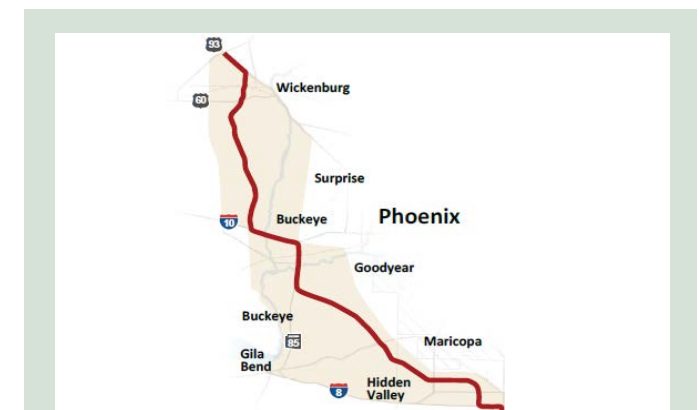 93
Wickenburg
60
Surprise
10
Buckeye
Phoenix
Goodyear
Buckeye
85
Maricopa
Gila
Bend
8
Hidden
Valley